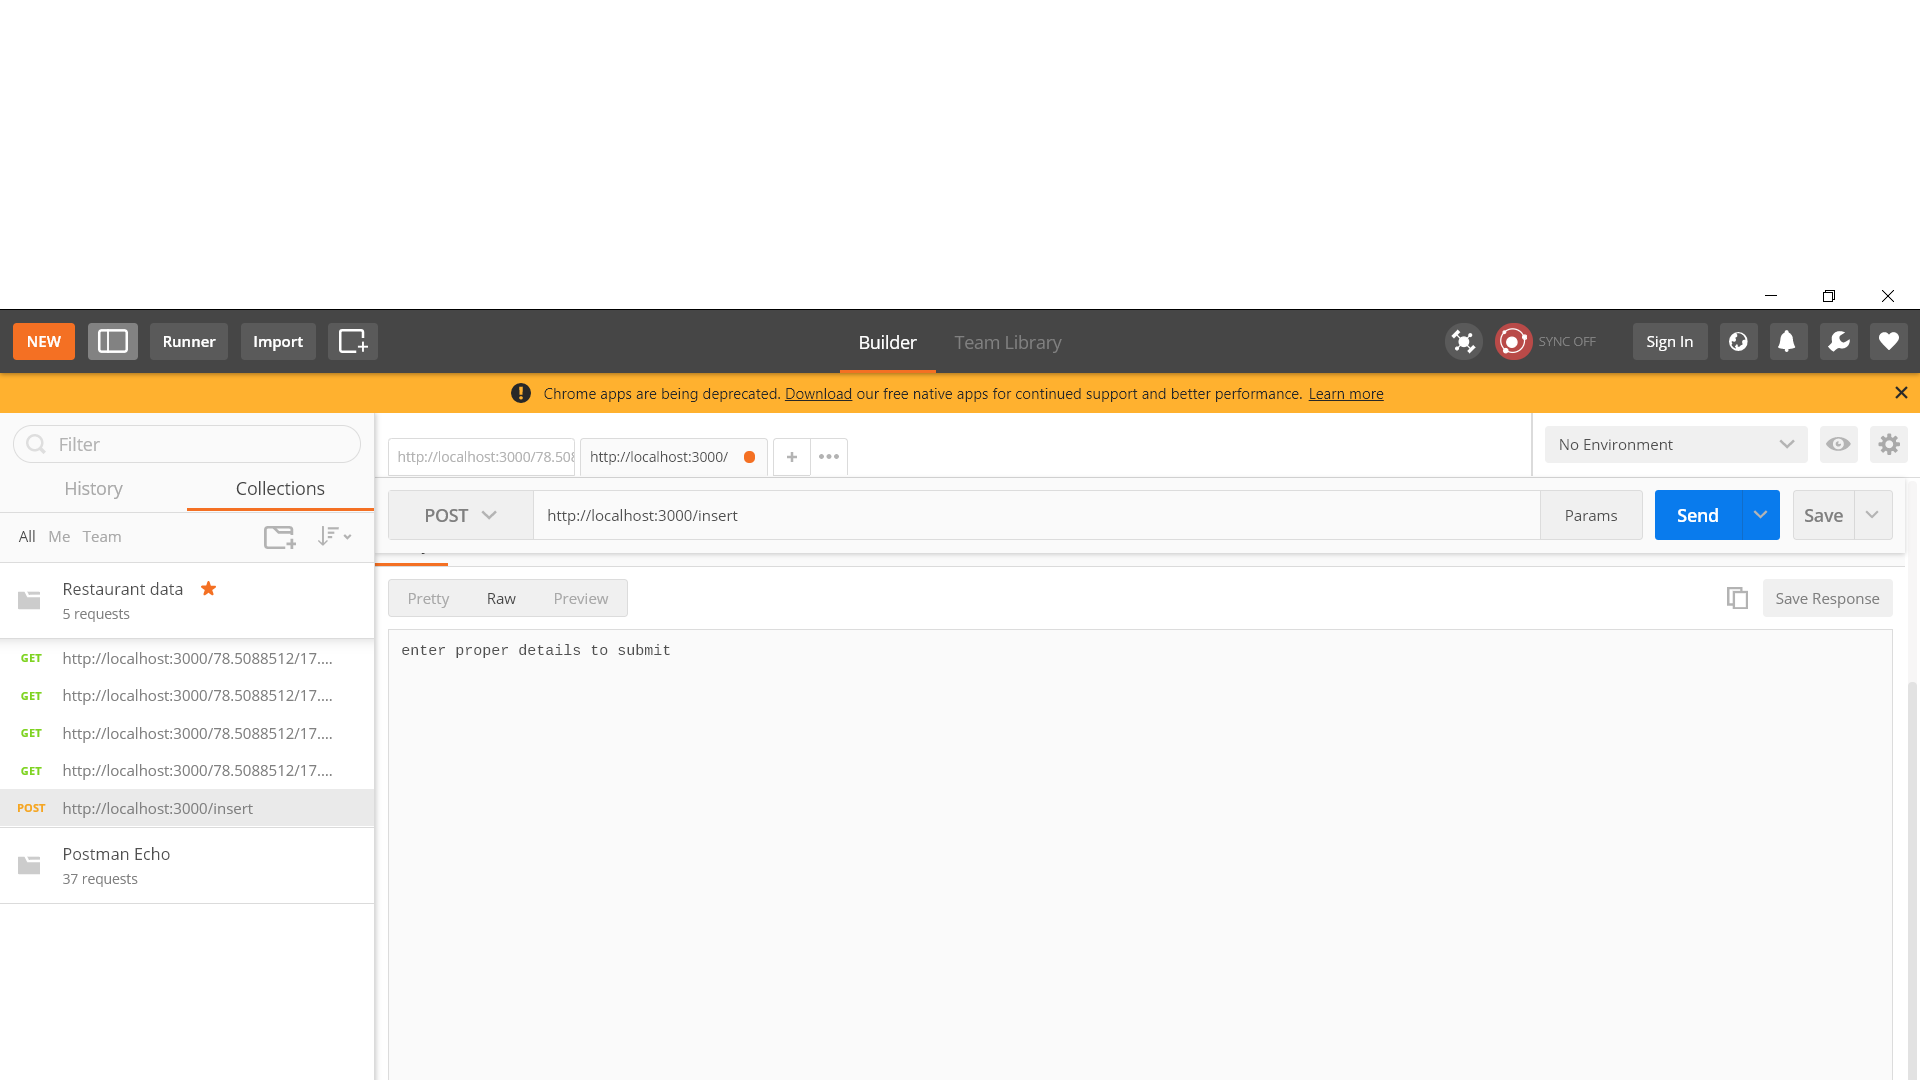 NEW Runner Import Builder Team Library SYNC OFF Sign In
Chrome apps are being deprecated. Download our free native apps for continued support and better performance. Learn more
Filter
History Collections
All Me Team
Restaurant data
5 requests
GET http://localhost:3000/78.5088512/17....
GET http://localhost:3000/78.5088512/17....
GET http://localhost:3000/78.5088512/17....
GET http://localhost:3000/78.5088512/17....
POST http://localhost:3000/insert
Postman Echo
37 requests
http://localhost:3000/78.508 http://localhost:3000/
No Environment
POST http://localhost:3000/insert Params Send Save
Pretty Raw Preview Save Response
enter proper details to submit